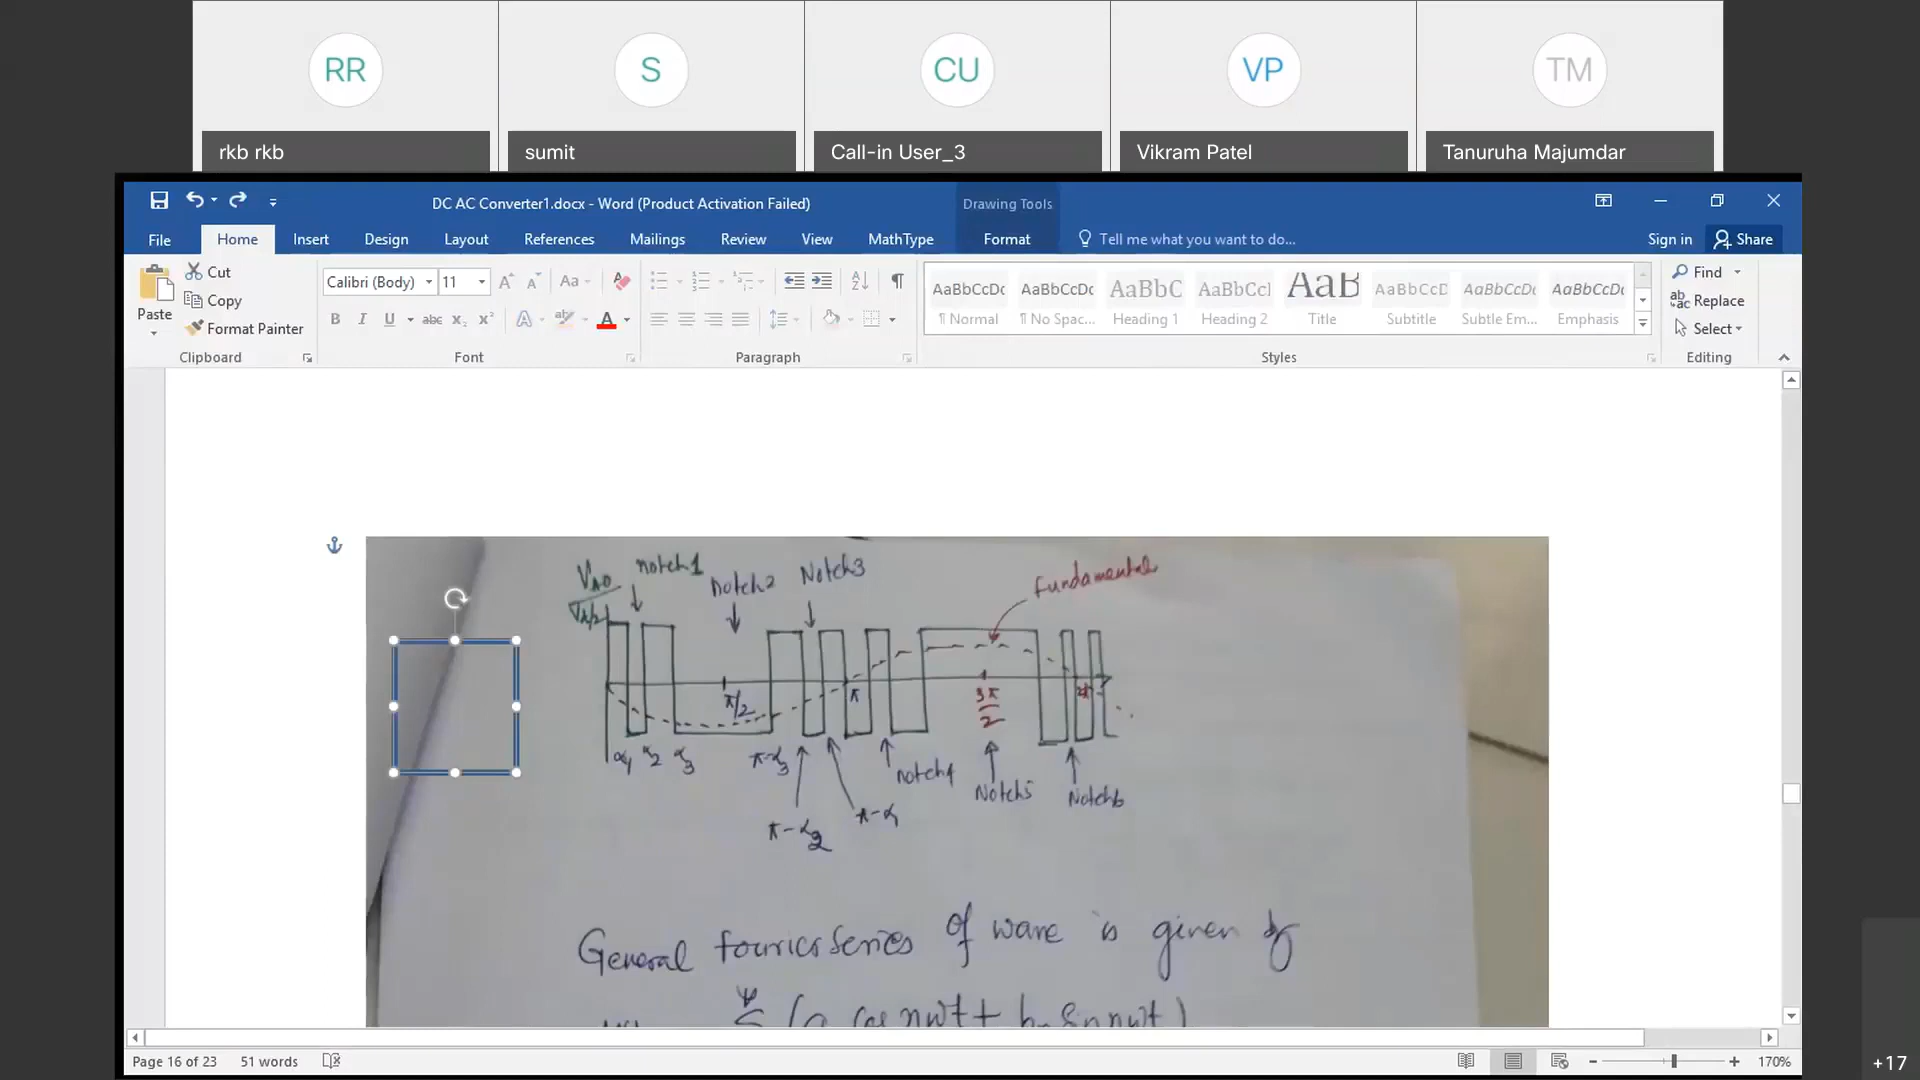 RR
S
CU
VP
TM
rkb rkb
sumit
Call-in User_3
Vikram Patel
Tanuruha Majumdar
DC AC Converter1.docx - Word (Product Activation Failed)
Drawing Tools
File
Home
Insert
Design
Layout
References
Mailings
Review
View
MathType
Format
Tell me what you want to do...
Sign in
Share
Paste
Cut
Copy
Format Painter
Clipboard
Calibri (Body)
11
Font
Paragraph
AaBbCcDc
¶ Normal
AaBbCcDc
¶ No Spac...
AaBbC
Heading 1
AaBbCcI
Heading 2
AaB
Title
AaBbCcD
Subtitle
AaBbCcDc
Subtle Em...
AaBbCcDc
Emphasis
Styles
Find
Replace
Select
Editing
notch1
notch2
Notch3
fundamental
π/2
π
3π/2
α1 α2 α3
π-α3
π-α2
π-α1
notch4
Notch5
Notch6
General fourier series of wave is given by
cos nωt + bn Sin nωt)
Page 16 of 23
51 words
170%
+17